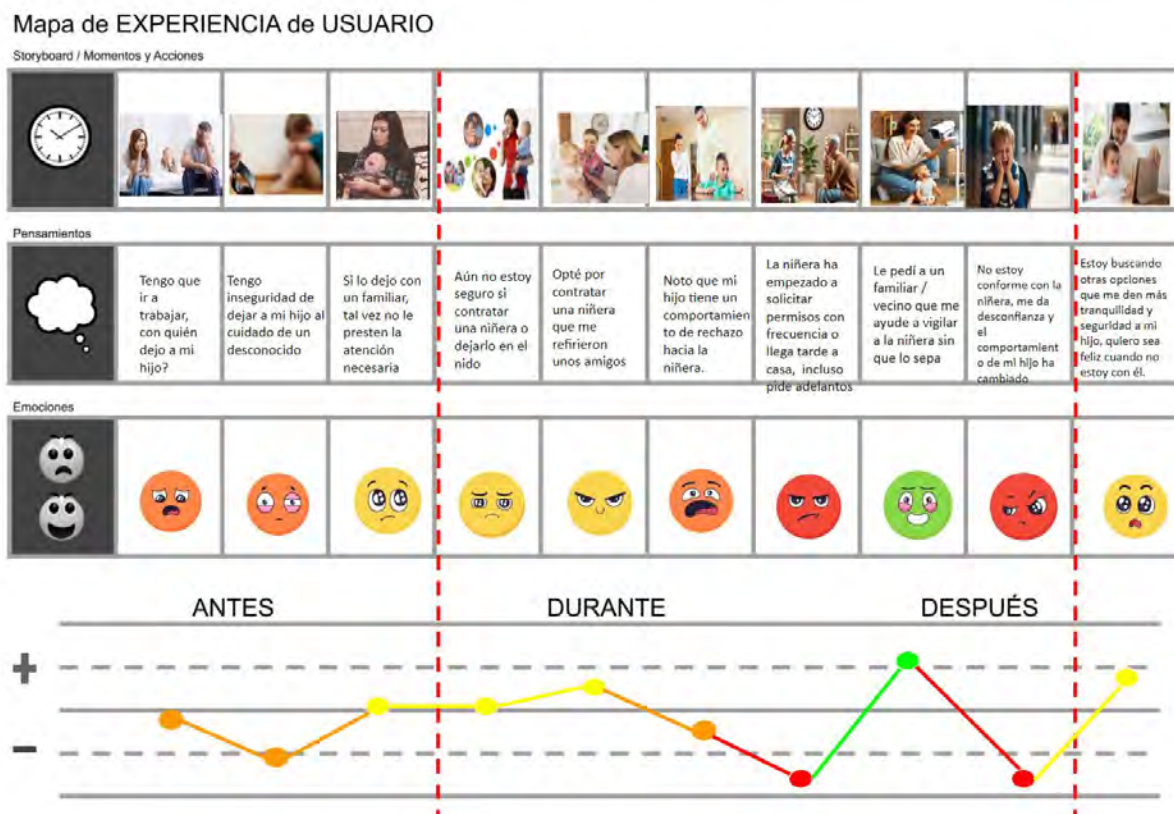 Mapa de EXPERIENCIA de USUARIO
Storyboard / Momentos y Acciones
Pensamientos
Tengo que
ir a
trabajar,
con quién
dejo a mi
hijo?
Tengo
inseguridad de
dejar a mi hijo al
cuidado de un
desconocido
Si lo dejo con
un familiar,
tal vez no le
presten la
atención
necesaria
Aún no estoy
seguro si
contratar
una niñera o
dejarlo en el
nido
Opté por
contratar
una niñera
que me
refirieron
unos amigos
Noto que mi
hijo tiene un
comportamien
to de rechazo
hacia la
niñera.
La niñera ha
empezado a
solicitar
permisos con
frecuencia o
llega tarde a
casa, incluso
pide adelantos
Le pedí a un
familiar /
vecino que me
ayude a vigilar
a la niñera sin
que lo sepa
No estoy
conforme con la
niñera, me da
desconfianza y
el
comportamient
o de mi hijo ha
cambiado
Estoy buscando
otras opciones
que me den más
tranquilidad y
seguridad a mi
hijo, quiero sea
feliz cuando no
estoy con él.
Emociones
ANTES
DURANTE
DESPUÉS
+
-